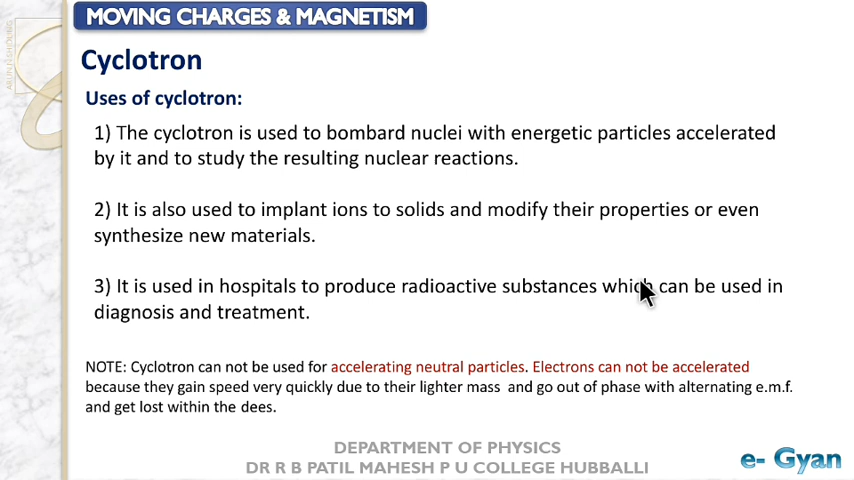 MOVING CHARGES & MAGNETISM
Cyclotron
Uses of cyclotron:
1) The cyclotron is used to bombard nuclei with energetic particles accelerated
by it and to study the resulting nuclear reactions.
2) It is also used to implant ions to solids and modify their properties or even
synthesize new materials.
3) It is used in hospitals to produce radioactive substances which can be used in
diagnosis and treatment.
NOTE: Cyclotron can not be used for accelerating neutral particles. Electrons can not be accelerated
because they gain speed very quickly due to their lighter mass and go out of phase with alternating e.m.f.
and get lost within the dees.
DEPARTMENT OF PHYSICS
DR R B PATIL MAHESH P U COLLEGE HUBBALLI
e- Gyan